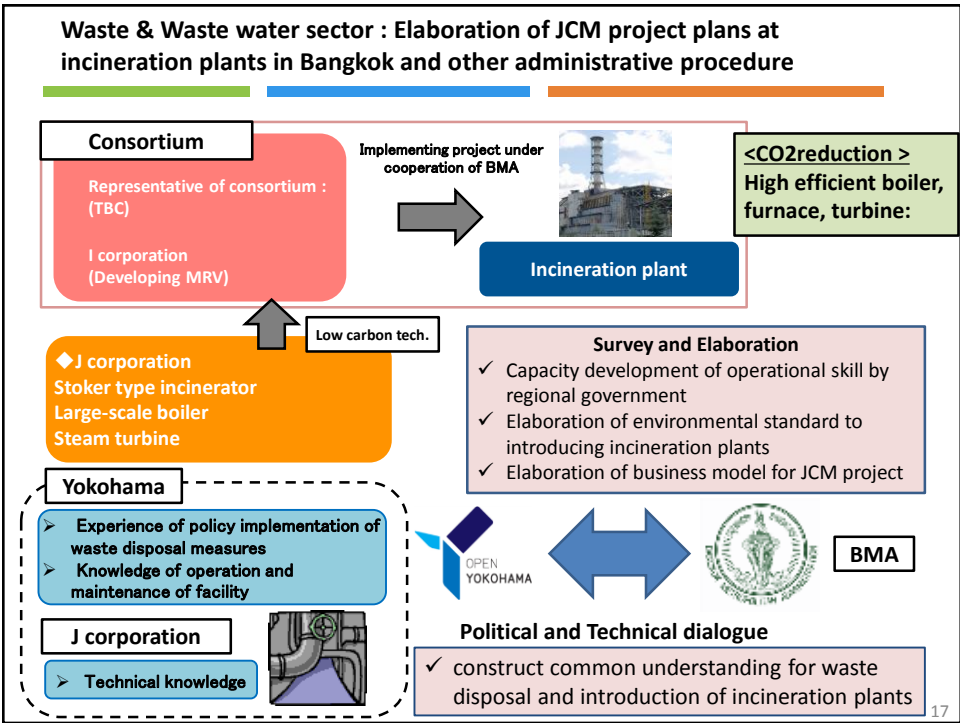 Waste & Waste water sector : Elaboration of JCM project plans at
incineration plants in Bangkok and other administrative procedure
Consortium
Representative of consortium :
(TBC)
I corporation
(Developing MRV)
Implementing project under
cooperation of BMA
Incineration plant
<CO2reduction >
High efficient boiler,
furnace, turbine:
Low carbon tech.
◆J corporation
Stoker type incinerator
Large-scale boiler
Steam turbine
Survey and Elaboration
✓ Capacity development of operational skill by
regional government
✓ Elaboration of environmental standard to
introducing incineration plants
✓ Elaboration of business model for JCM project
Yokohama
➢ Experience of policy implementation of
waste disposal measures
➢ Knowledge of operation and
maintenance of facility
J corporation
➢ Technical knowledge
OPEN
YOKOHAMA
BMA
Political and Technical dialogue
✓ construct common understanding for waste
disposal and introduction of incineration plants
17